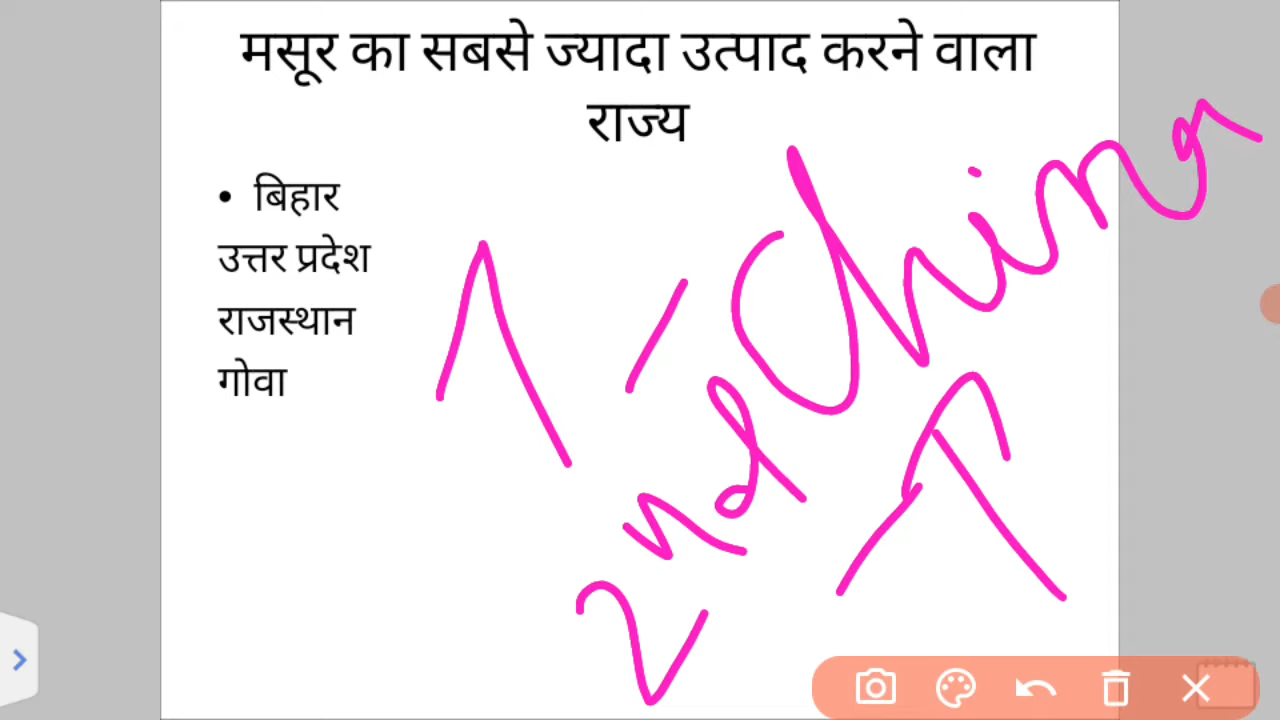 मसूर का सबसे ज्यादा उत्पाद करने वाला
राज्य
• बिहार
उत्तर प्रदेश
राजस्थान
गोवा
1 - China
2nd -